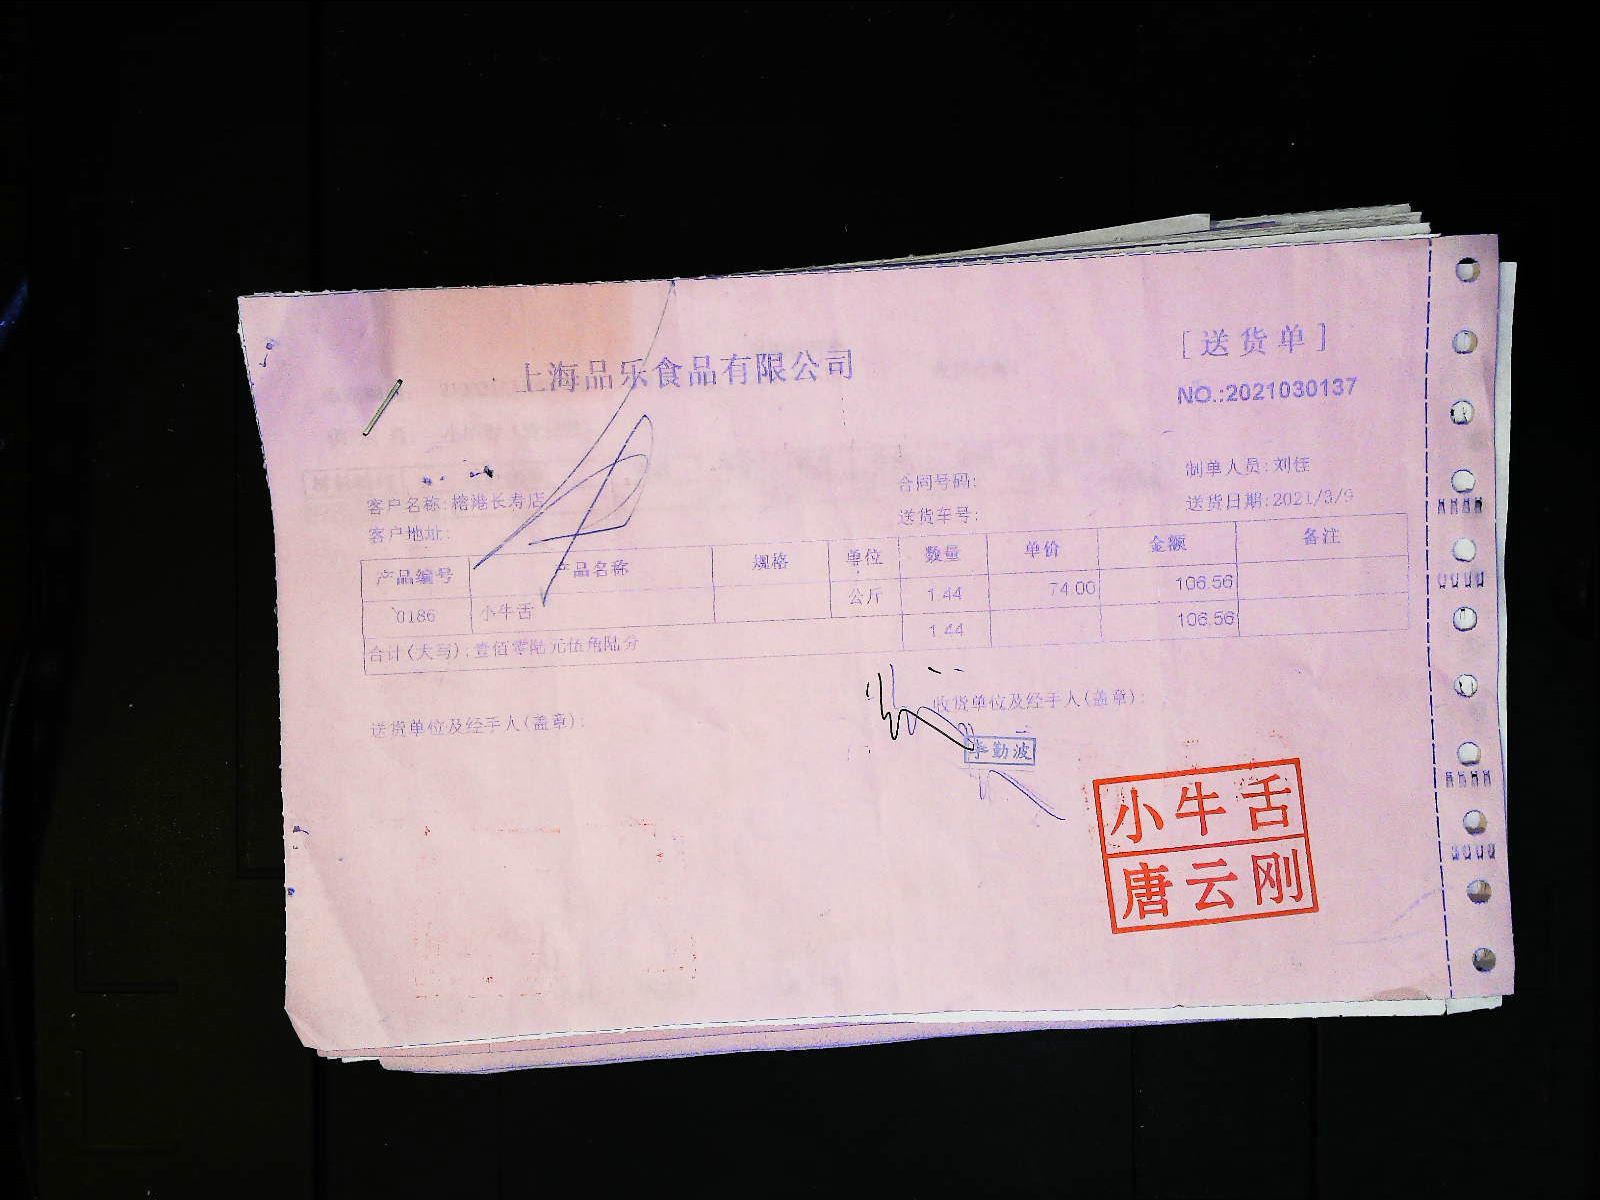 上海品乐食品有限公司
[送货单]
NO.:2021030137
客户名称:榕港长寿店
合同号码:
制单人员:刘佳
客户地址:
送货车号:
送货日期:2021/3/9
产品编号 产品名称 规格 单位 数量 单价 金额 备注
0186 小牛舌 公斤 1.44 74.00 106.56
合计(大写):壹佰零陆元伍角陆分 1.44 106.56
送货单位及经手人(盖章):
收货单位及经手人(盖章):
李勤波
小牛舌
唐云刚